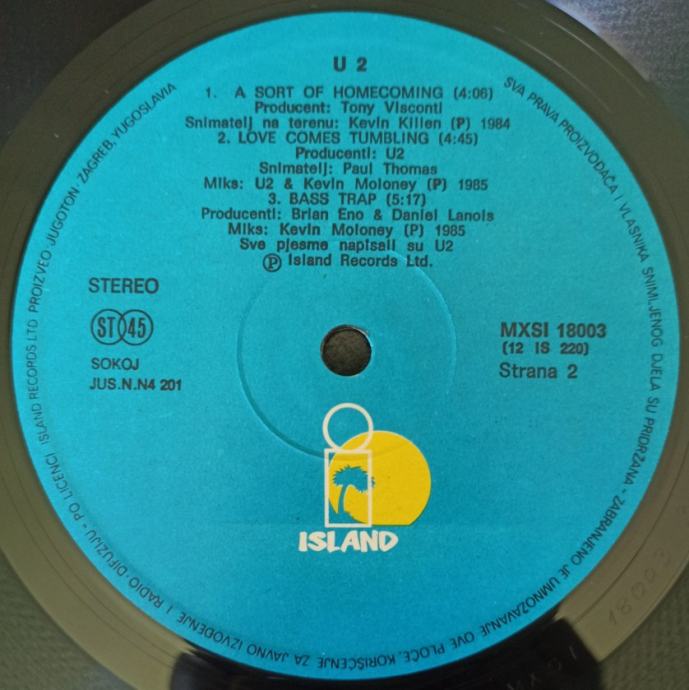 U 2
1. A SORT OF HOMECOMING (4:06)
Producent: Tony Visconti
Snimatelj na terenu: Kevin Killen (P) 1984
2. LOVE COMES TUMBLING (4:45)
Producenti: U2
Snimatelj: Paul Thomas
Miks: U2 & Kevin Moloney (P) 1985
3. BASS TRAP (5:17)
Producenti: Brian Eno & Daniel Lanois
Miks: Kevin Moloney (P) 1985
Sve pjesme napisali su U2
Ⓟ Island Records Ltd.
STEREO
ST 45
SOKOJ
JUS.N.N4 201
MXSI 18003
(12 IS 220)
Strana 2
ISLAND
SVA PRAVA PROIZVOĐAČA I VLASNIKA SNIMLJENOG DJELA SU PRIDRŽANA - ZABRANJENO JE UMNOŽAVANJE OVE PLOČE, KORIŠĆENJE ZA JAVNO IZVOĐENJE I RADIO-DIFUZIJU - PO LICENCI ISLAND RECORDS LTD PROIZVEO JUGOTON - ZAGREB, YUGOSLAVIA
18003